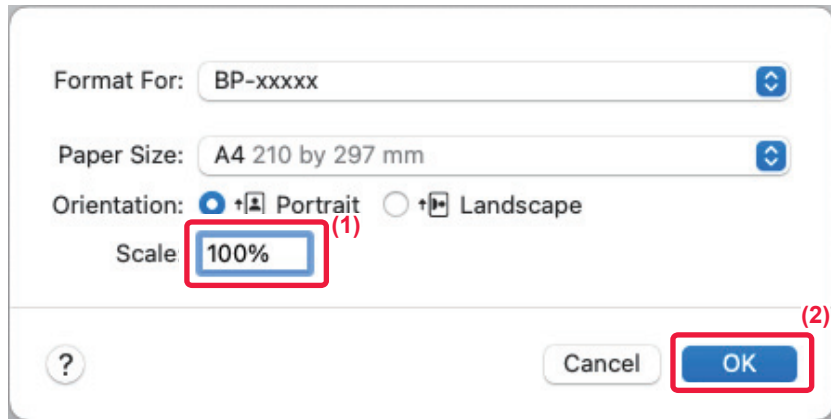 Format For: BP-xxxxx
Paper Size: A4 210 by 297 mm
Orientation: Portrait Landscape
(1)
Scale: 100%
(2)
? Cancel OK